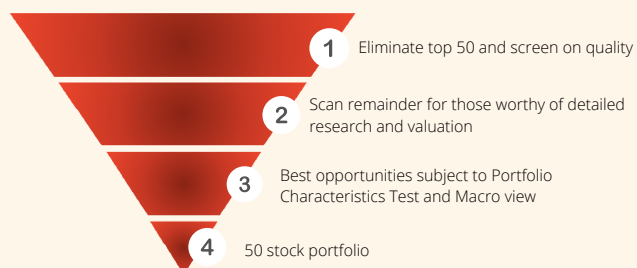 1
Eliminate top 50 and screen on quality
2
Scan remainder for those worthy of detailed
research and valuation
3
Best opportunities subject to Portfolio
Characteristics Test and Macro view
4
50 stock portfolio